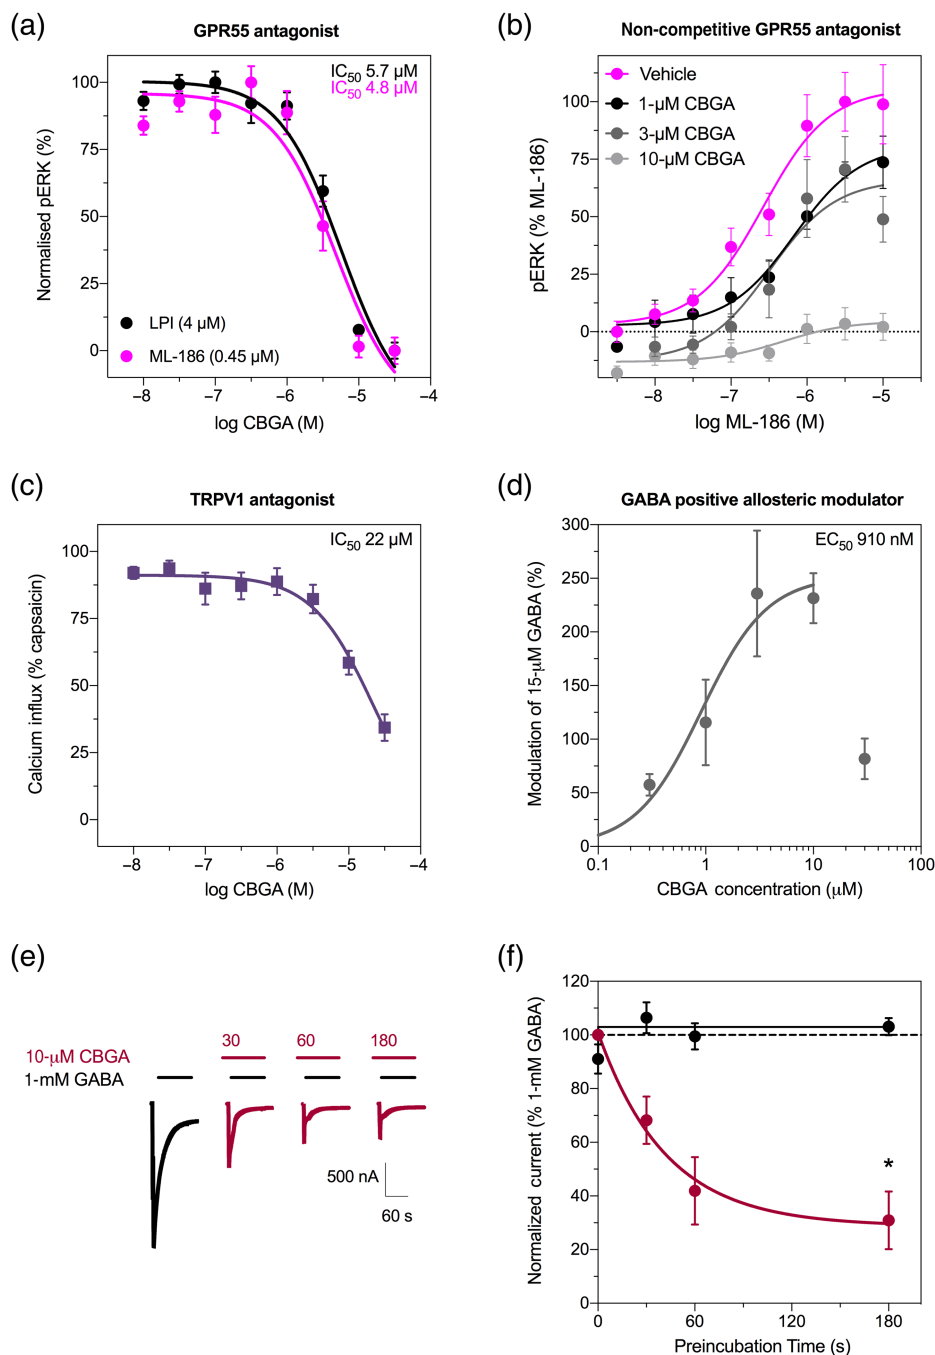 (a)
GPR55 antagonist
IC50 5.7 µM
IC50 4.8 µM
Normalised pERK (%)
100
75
50
25
0
LPI (4 µM)
ML-186 (0.45 µM)
−8
−7
−6
−5
−4
log CBGA (M)
(b)
Non-competitive GPR55 antagonist
Vehicle
1-µM CBGA
3-µM CBGA
10-µM CBGA
pERK (% ML-186)
100
75
50
25
0
−8
−7
−6
−5
log ML-186 (M)
(c)
TRPV1 antagonist
IC50 22 µM
Calcium influx (% capsaicin)
100
75
50
25
0
−8
−7
−6
−5
−4
log CBGA (M)
(d)
GABA positive allosteric modulator
EC50 910 nM
Modulation of 15-µM GABA (%)
300
250
200
150
100
50
0
0.1
1
10
100
CBGA concentration (µM)
(e)
30
60
180
10-µM CBGA
1-mM GABA
500 nA
60 s
(f)
Normalized current (% 1-mM GABA)
120
100
80
60
40
20
0
*
0
60
120
180
Preincubation Time (s)